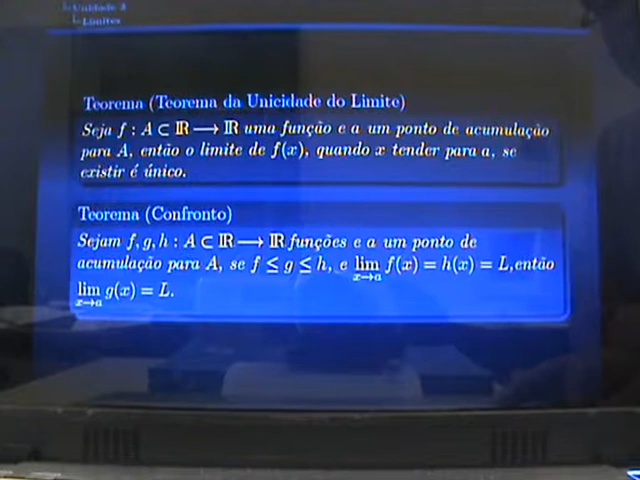 Unidade 3
Limites
Teorema (Teorema da Unicidade do Limite)
Seja f : A ⊂ ℝ ⟶ ℝ uma função e a um ponto de acumulação
para A, então o limite de f(x), quando x tender para a, se
existir é único.
Teorema (Confronto)
Sejam f, g, h : A ⊂ ℝ ⟶ ℝ funções e a um ponto de
acumulação para A, se f ≤ g ≤ h, e lim x→a f(x) = h(x) = L,então
lim x→a g(x) = L.